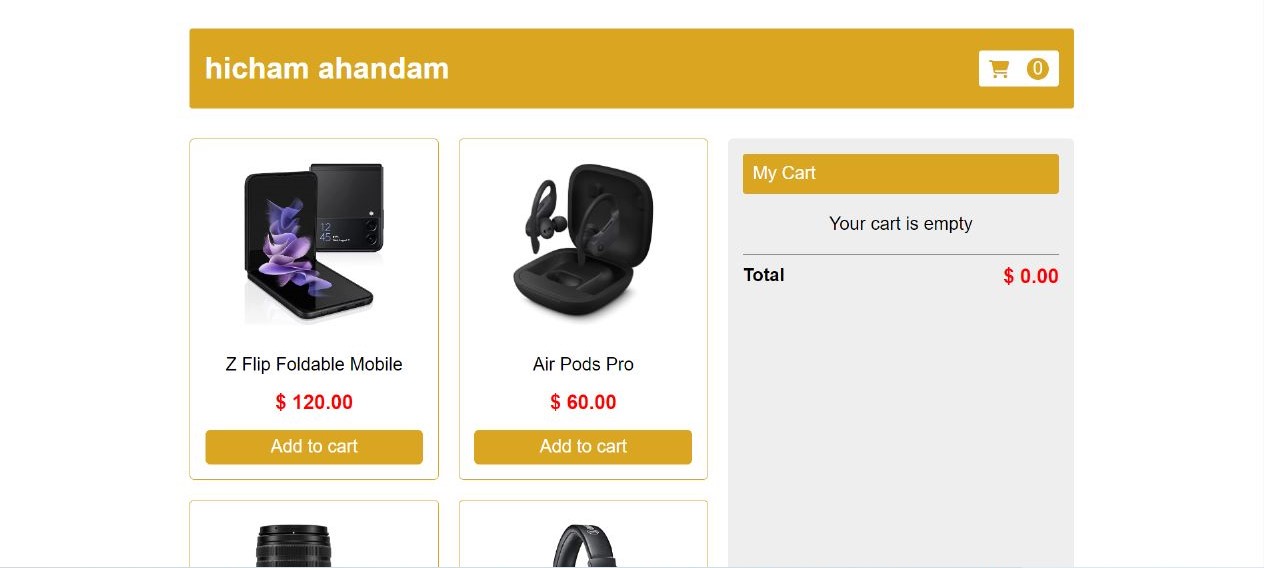 hicham ahandam
0
12
45
Z Flip Foldable Mobile
$ 120.00
Add to cart
Air Pods Pro
$ 60.00
Add to cart
My Cart
Your cart is empty
Total $ 0.00